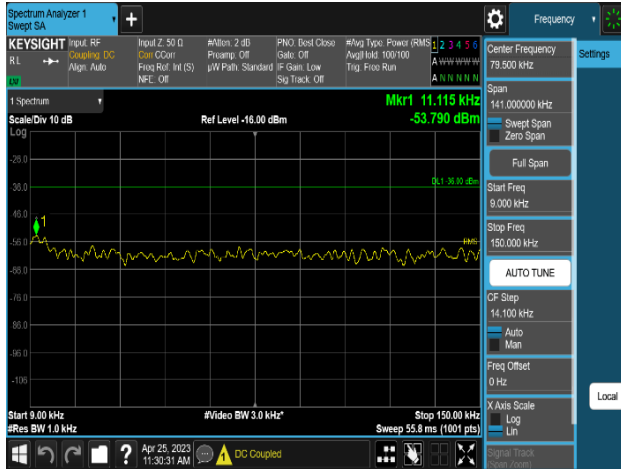 Spectrum Analyzer 1
Swept SA
Frequency
KEYSIGHT Input: RF Input Z: 50 Ω #Atten: 2 dB PNO: Best Close #Avg Type: Power (RMS 1 2 3 4 5 6
RL Coupling: DC Corr CCorr Preamp: Off Gate: Off Avg|Hold: 100/100 A W W W W W
Align: Auto Freq Ref: Int (S) µW Path: Standard IF Gain: Low Trig: Free Run
NFE: Off Sig Track: Off A N N N N N
1 Spectrum
Mkr1 11.115 kHz
Scale/Div 10 dB Ref Level -16.00 dBm -53.790 dBm
Log
-26.0
DL1 -36.00 dBm
-36.0
-46.0
1
-56.0
RMS
-66.0
-76.0
-86.0
-96.0
-106
Start 9.00 kHz #Video BW 3.0 kHz* Stop 150.00 kHz
#Res BW 1.0 kHz Sweep 55.8 ms (1001 pts)
Apr 25, 2023
11:30:31 AM
DC Coupled
?
Center Frequency
79.500 kHz
Settings
Span
141.000000 kHz
Swept Span
Zero Span
Full Span
Start Freq
9.000 kHz
Stop Freq
150.000 kHz
AUTO TUNE
CF Step
14.100 kHz
Auto
Man
Freq Offset
0 Hz
Local
X Axis Scale
Log
Lin
Signal Track
(Span Zoom)